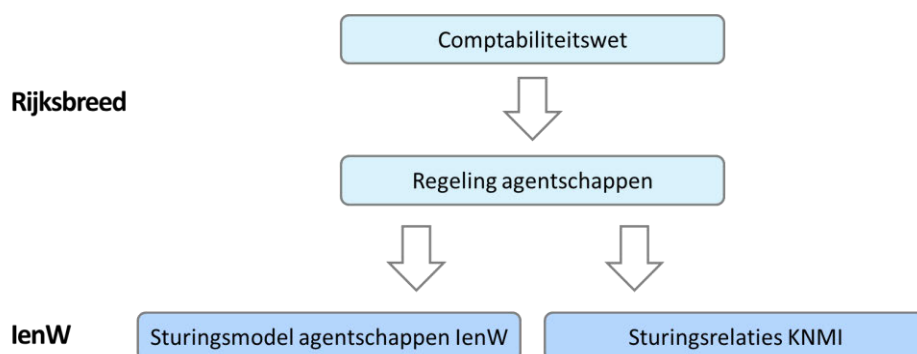 Comptabiliteitswet
Rijksbreed
Regeling agentschappen
IenW
Sturingsmodel agentschappen IenW
Sturingsrelaties KNMI